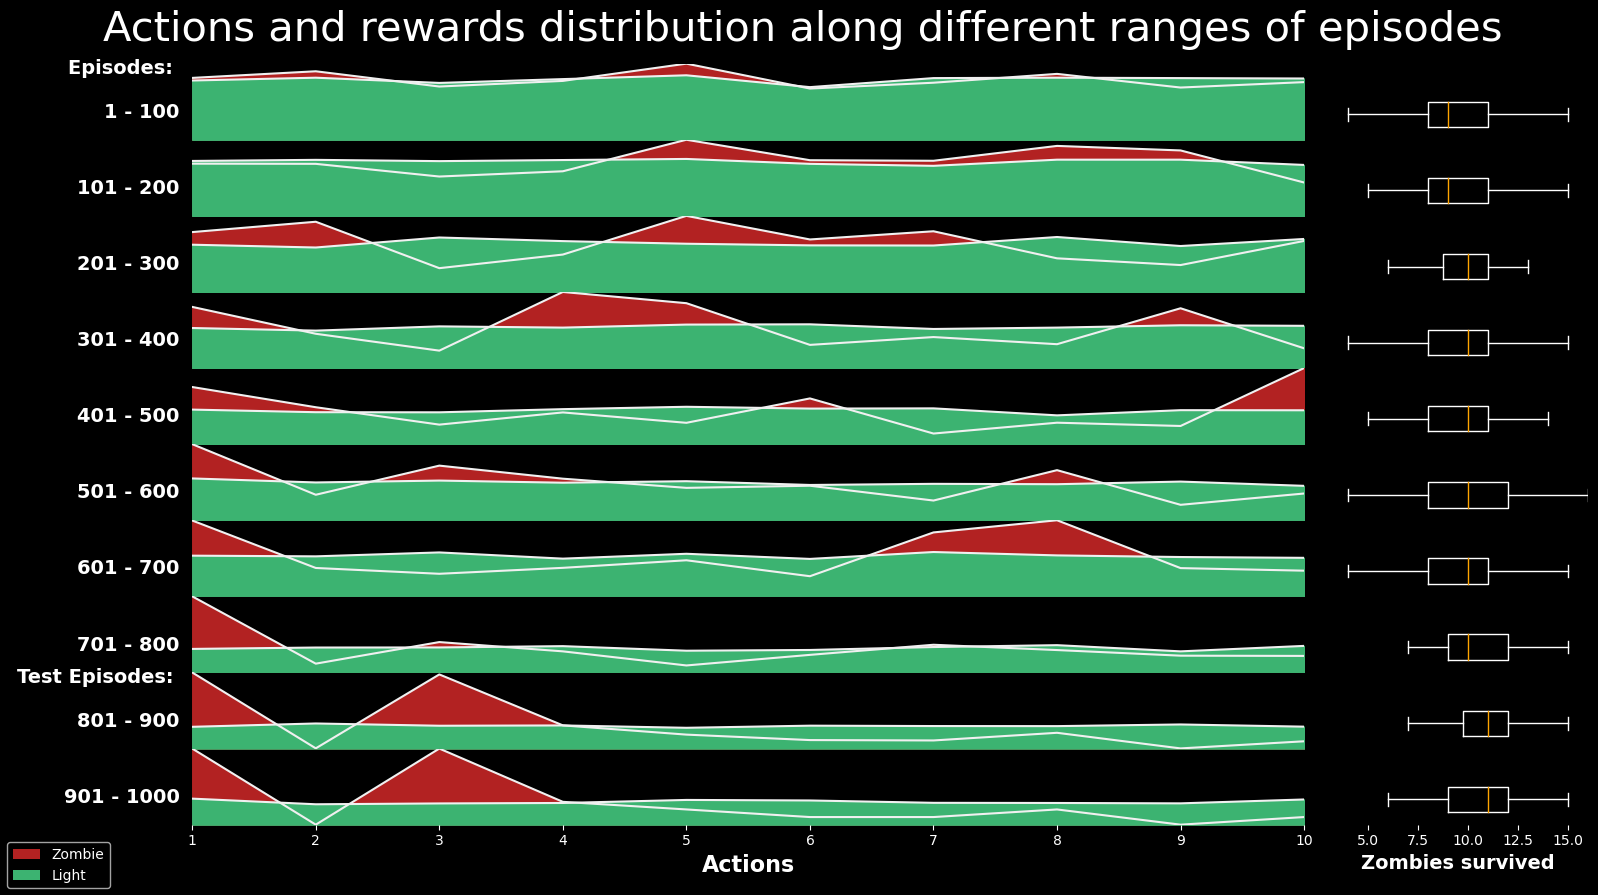 Actions and rewards distribution along different ranges of episodes
Episodes:
1 - 100
101 - 200
201 - 300
301 - 400
401 - 500
501 - 600
601 - 700
701 - 800
Test Episodes:
801 - 900
901 - 1000
1 2 3 4 5 6 7 8 9 10
5.0 7.5 10.0 12.5 15.0
Actions
Zombies survived
Zombie
Light